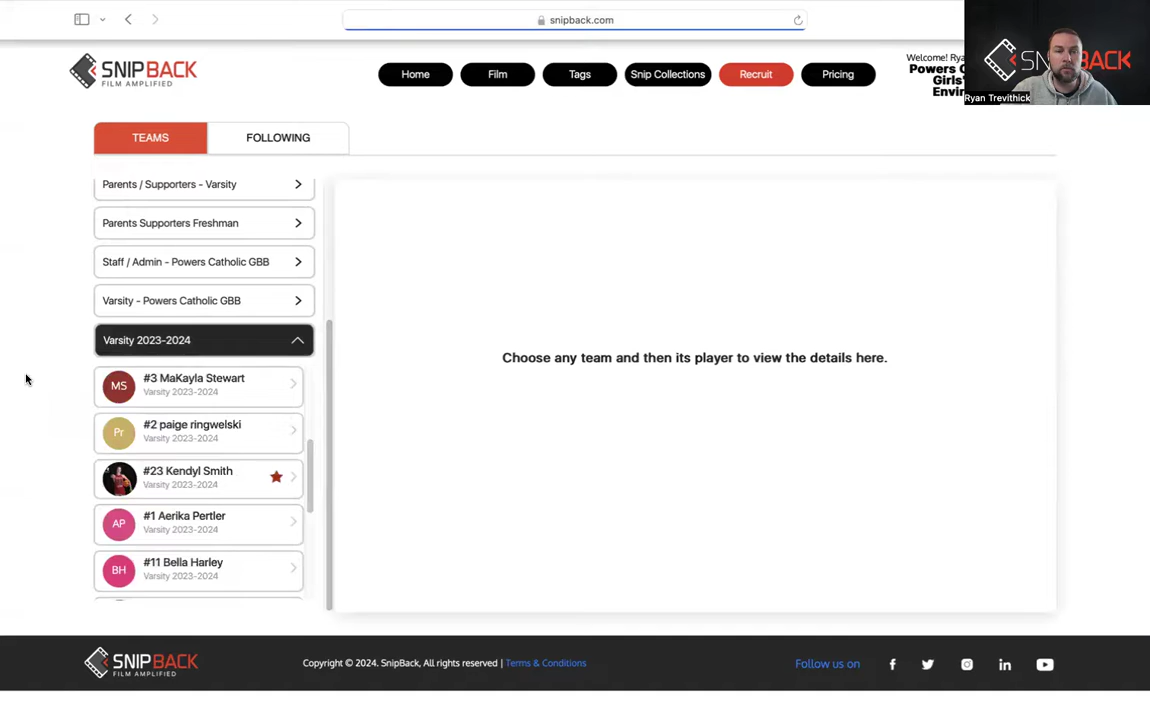 snipback.com
SNIPBACK
FILM AMPLIFIED
Home
Film
Tags
Snip Collections
Recruit
Pricing
Welcome! Rya
Powers C
Girls'
Envir
SN BACK
Ryan Trevithick
TEAMS
FOLLOWING
Parents / Supporters - Varsity
Parents Supporters Freshman
Staff / Admin - Powers Catholic GBB
Varsity - Powers Catholic GBB
Varsity 2023-2024
MS
#3 MaKayla Stewart
Varsity 2023-2024
Pr
#2 paige ringwelski
Varsity 2023-2024
#23 Kendyl Smith
Varsity 2023-2024
AP
#1 Aerika Pertler
Varsity 2023-2024
BH
#11 Bella Harley
Varsity 2023-2024
Choose any team and then its player to view the details here.
SNIPBACK
FILM AMPLIFIED
Copyright © 2024. SnipBack, All rights reserved | Terms & Conditions
Follow us on